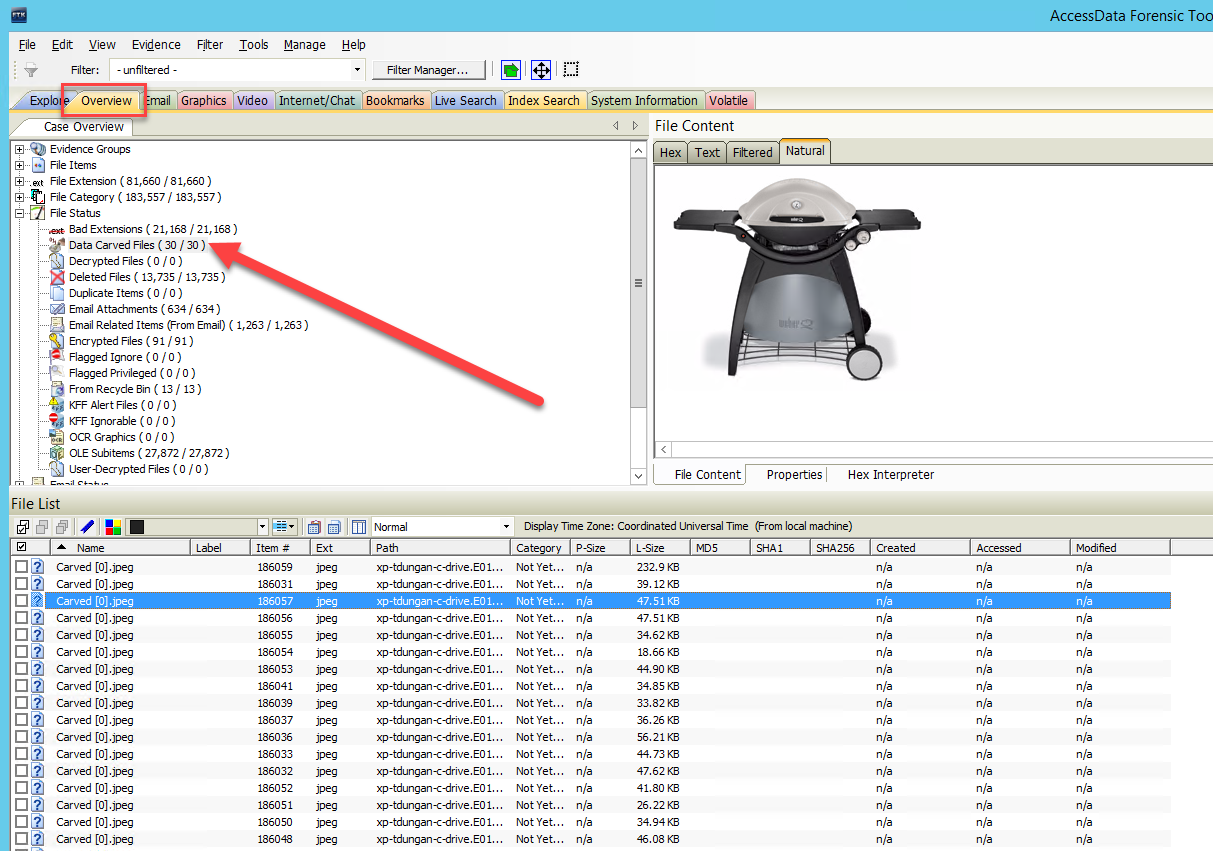 FTK
AccessData Forensic Too
File Edit View Evidence Filter Tools Manage Help
Filter: - unfiltered - Filter Manager...
Explore Overview Email Graphics Video Internet/Chat Bookmarks Live Search Index Search System Information Volatile
Case Overview
File Content
Hex Text Filtered Natural
Evidence Groups
File Items
.ext File Extension ( 81,660 / 81,660 )
File Category ( 183,557 / 183,557 )
File Status
.ext Bad Extensions ( 21,168 / 21,168 )
Data Carved Files ( 30 / 30 )
Decrypted Files ( 0 / 0 )
Deleted Files ( 13,735 / 13,735 )
Duplicate Items ( 0 / 0 )
Email Attachments ( 634 / 634 )
Email Related Items (From Email) ( 1,263 / 1,263 )
Encrypted Files ( 91 / 91 )
Flagged Ignore ( 0 / 0 )
Flagged Privileged ( 0 / 0 )
From Recycle Bin ( 13 / 13 )
KFF Alert Files ( 0 / 0 )
KFF Ignorable ( 0 / 0 )
OCR Graphics ( 0 / 0 )
OLE Subitems ( 27,872 / 27,872 )
User-Decrypted Files ( 0 / 0 )
Email Status
weber Q
File Content Properties Hex Interpreter
File List
Normal Display Time Zone: Coordinated Universal Time (From local machine)
Name Label Item # Ext Path Category P-Size L-Size MD5 SHA1 SHA256 Created Accessed Modified
Carved [0].jpeg 186059 jpeg xp-tdungan-c-drive.E01... Not Yet... n/a 232.9 KB n/a n/a n/a
Carved [0].jpeg 186031 jpeg xp-tdungan-c-drive.E01... Not Yet... n/a 39.12 KB n/a n/a n/a
Carved [0].jpeg 186057 jpeg xp-tdungan-c-drive.E01... Not Yet... n/a 47.51 KB n/a n/a n/a
Carved [0].jpeg 186056 jpeg xp-tdungan-c-drive.E01... Not Yet... n/a 47.51 KB n/a n/a n/a
Carved [0].jpeg 186055 jpeg xp-tdungan-c-drive.E01... Not Yet... n/a 34.62 KB n/a n/a n/a
Carved [0].jpeg 186054 jpeg xp-tdungan-c-drive.E01... Not Yet... n/a 18.66 KB n/a n/a n/a
Carved [0].jpeg 186053 jpeg xp-tdungan-c-drive.E01... Not Yet... n/a 44.90 KB n/a n/a n/a
Carved [0].jpeg 186041 jpeg xp-tdungan-c-drive.E01... Not Yet... n/a 34.85 KB n/a n/a n/a
Carved [0].jpeg 186039 jpeg xp-tdungan-c-drive.E01... Not Yet... n/a 33.82 KB n/a n/a n/a
Carved [0].jpeg 186037 jpeg xp-tdungan-c-drive.E01... Not Yet... n/a 36.26 KB n/a n/a n/a
Carved [0].jpeg 186036 jpeg xp-tdungan-c-drive.E01... Not Yet... n/a 56.21 KB n/a n/a n/a
Carved [0].jpeg 186033 jpeg xp-tdungan-c-drive.E01... Not Yet... n/a 44.73 KB n/a n/a n/a
Carved [0].jpeg 186032 jpeg xp-tdungan-c-drive.E01... Not Yet... n/a 47.62 KB n/a n/a n/a
Carved [0].jpeg 186052 jpeg xp-tdungan-c-drive.E01... Not Yet... n/a 41.80 KB n/a n/a n/a
Carved [0].jpeg 186051 jpeg xp-tdungan-c-drive.E01... Not Yet... n/a 26.22 KB n/a n/a n/a
Carved [0].jpeg 186050 jpeg xp-tdungan-c-drive.E01... Not Yet... n/a 34.94 KB n/a n/a n/a
Carved [0].jpeg 186048 jpeg xp-tdungan-c-drive.E01... Not Yet... n/a 46.08 KB n/a n/a n/a